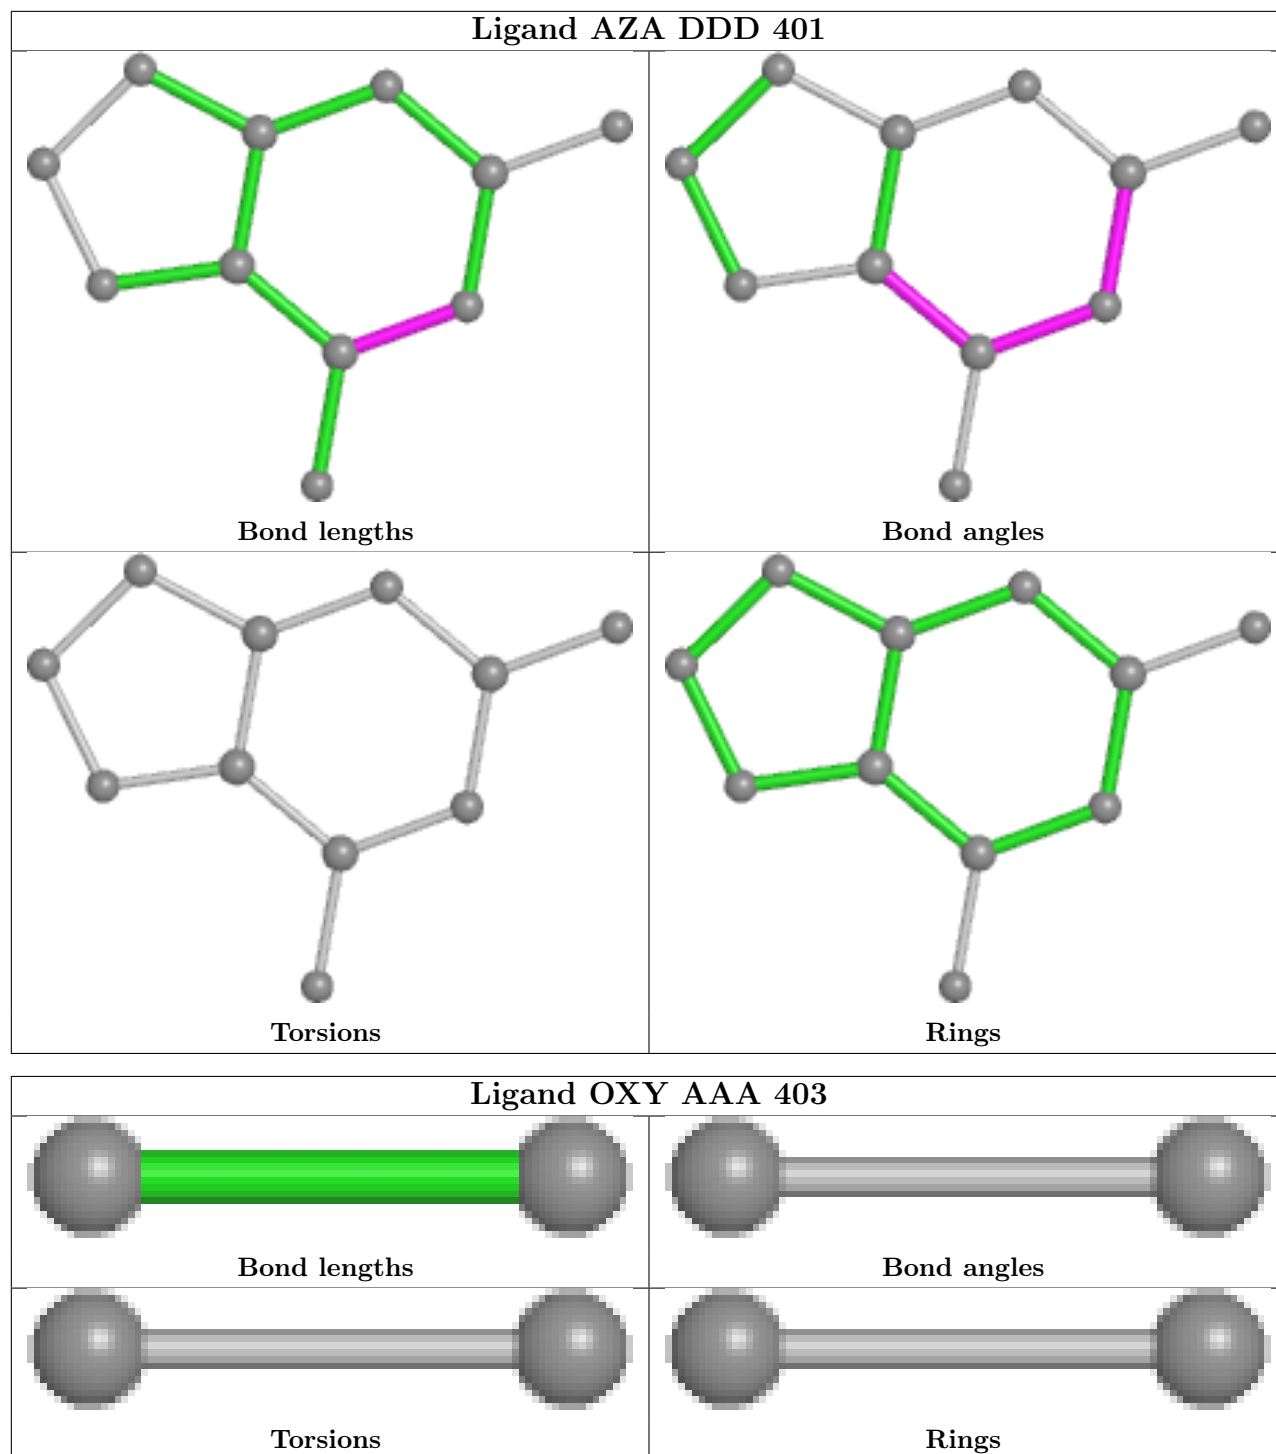 Ligand AZA DDD 401
Bond lengths
Bond angles
Torsions
Rings
Ligand OXY AAA 403
Bond lengths
Bond angles
Torsions
Rings